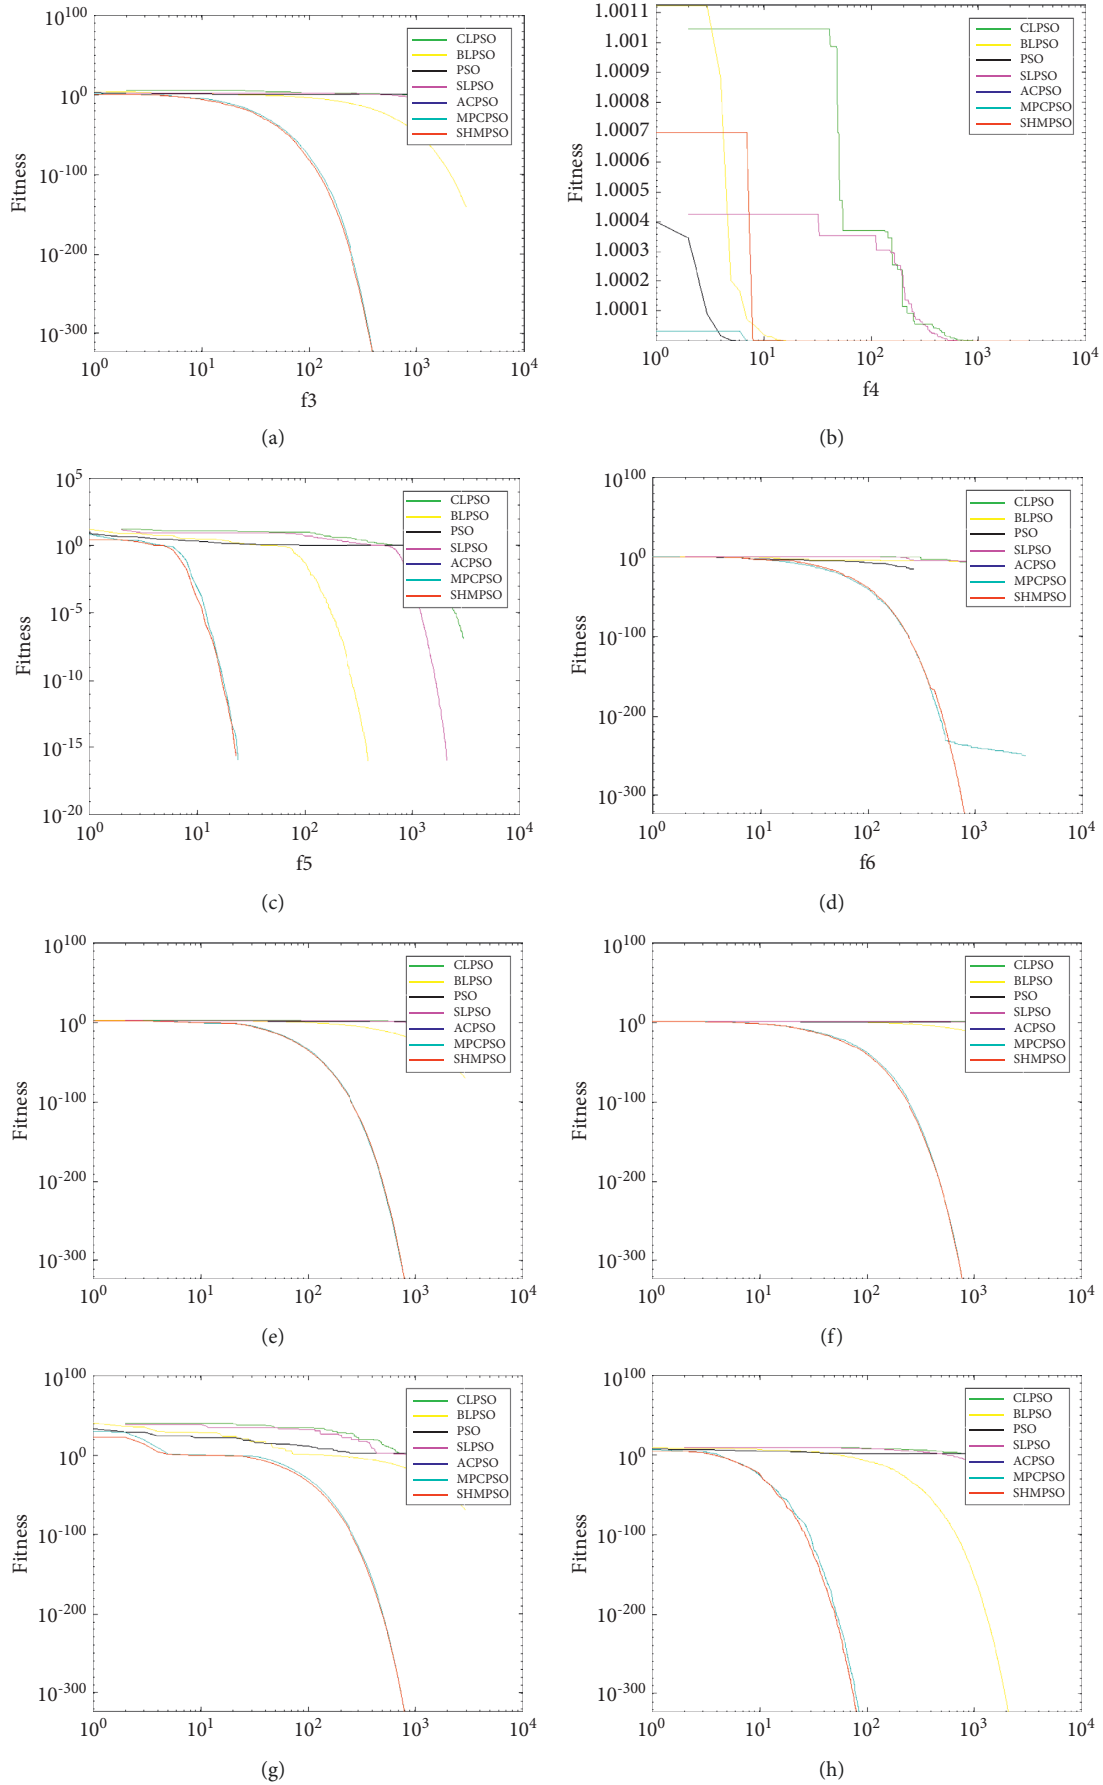 10^100
10^0
10^-100
10^-200
10^-300
Fitness
CLPSO
BLPSO
PSO
SLPSO
ACPSO
MPCPSO
SHMPSO
10^0 10^1 10^2 10^3 10^4
f3
(a)
1.0011
1.001
1.0009
1.0008
1.0007
1.0006
1.0005
1.0004
1.0003
1.0002
1.0001
Fitness
CLPSO
BLPSO
PSO
SLPSO
ACPSO
MPCPSO
SHMPSO
10^0 10^1 10^2 10^3 10^4
f4
(b)
10^5
10^0
10^-5
10^-10
10^-15
10^-20
Fitness
CLPSO
BLPSO
PSO
SLPSO
ACPSO
MPCPSO
SHMPSO
10^0 10^1 10^2 10^3 10^4
f5
(c)
10^100
10^0
10^-100
10^-200
10^-300
Fitness
CLPSO
BLPSO
PSO
SLPSO
ACPSO
MPCPSO
SHMPSO
10^0 10^1 10^2 10^3 10^4
f6
(d)
10^100
10^0
10^-100
10^-200
10^-300
Fitness
CLPSO
BLPSO
PSO
SLPSO
ACPSO
MPCPSO
SHMPSO
10^0 10^1 10^2 10^3 10^4
(e)
10^100
10^0
10^-100
10^-200
10^-300
Fitness
CLPSO
BLPSO
PSO
SLPSO
ACPSO
MPCPSO
SHMPSO
10^0 10^1 10^2 10^3 10^4
(f)
10^100
10^0
10^-100
10^-200
10^-300
Fitness
CLPSO
BLPSO
PSO
SLPSO
ACPSO
MPCPSO
SHMPSO
10^0 10^1 10^2 10^3 10^4
(g)
10^100
10^0
10^-100
10^-200
10^-300
Fitness
CLPSO
BLPSO
PSO
SLPSO
ACPSO
MPCPSO
SHMPSO
10^0 10^1 10^2 10^3 10^4
(h)